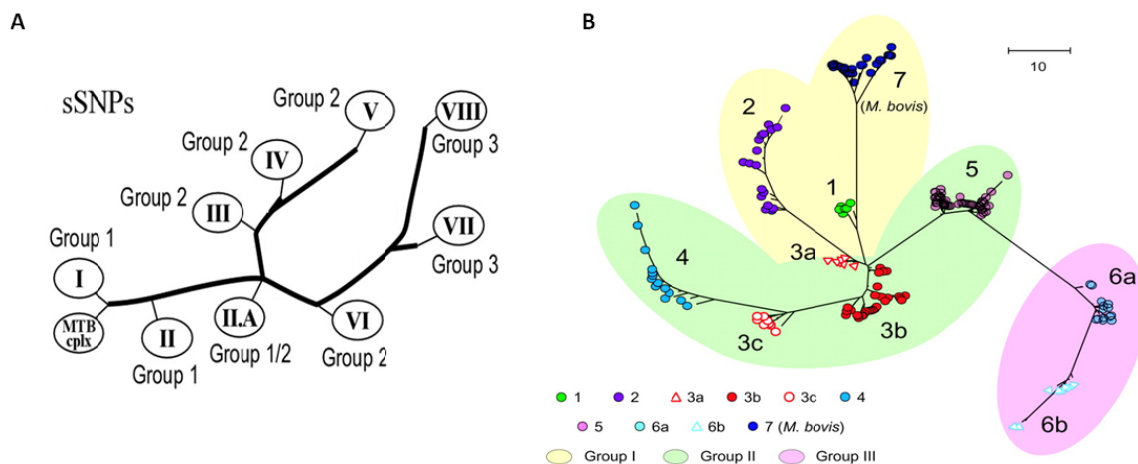 A
sSNPs
Group 2
V
VIII
Group 3
Group 2
IV
Group 2
III
VII
Group 3
Group 1
I
MTB
cplx
II
Group 1
II.A
Group 1/2
VI
Group 2
B
10
7
(M. bovis)
2
1
5
3a
4
6a
3b
3c
6b
1 2 3a 3b 3c 4
5 6a 6b 7 (M. bovis)
Group I Group II Group III